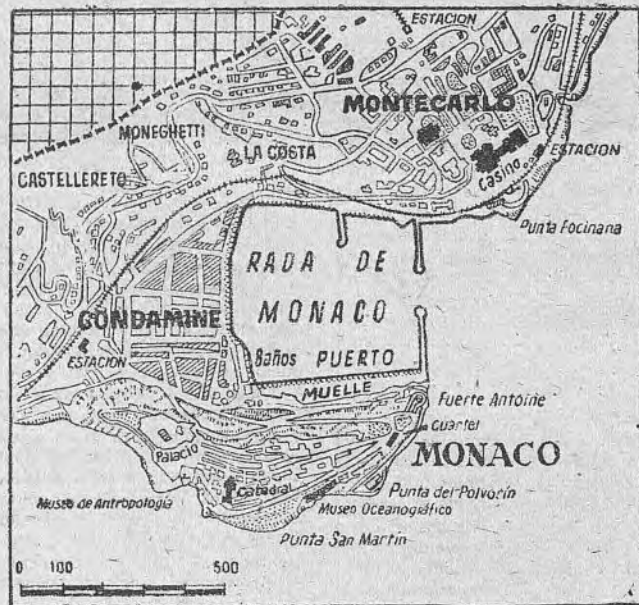 ESTACION
MONTECARLO
MONEGHETTI
LA COSTA
ESTACION
CASTELLERETO
Casino
Punta Focinana
RADA DE
MONACO
CONDAMINE
Baños PUERTO
ESTACION
MUELLE
Fuerte Antoine
Cuartel
MONACO
Palacio
Catedral
Punta del Polvorín
Museo de Antropología
Museo Oceanográfico
Punta San Martín
0 100 500